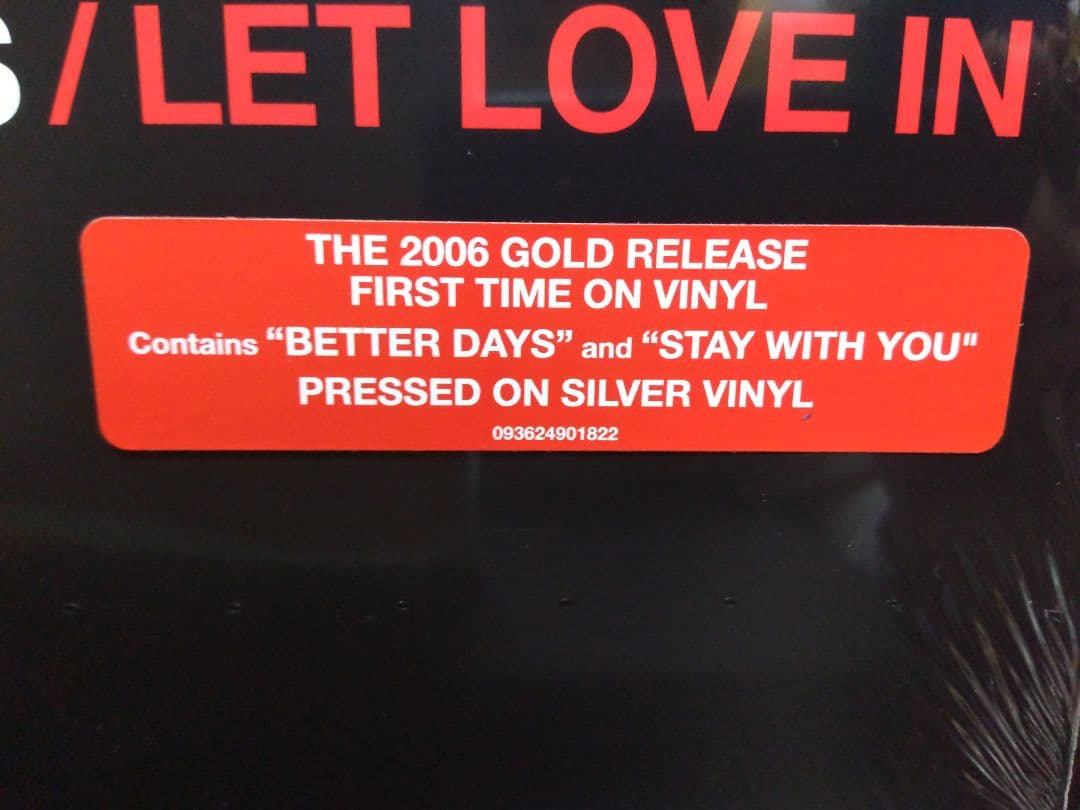 S / LET LOVE IN
THE 2006 GOLD RELEASE
FIRST TIME ON VINYL
Contains “BETTER DAYS” and “STAY WITH YOU"
PRESSED ON SILVER VINYL
093624901822